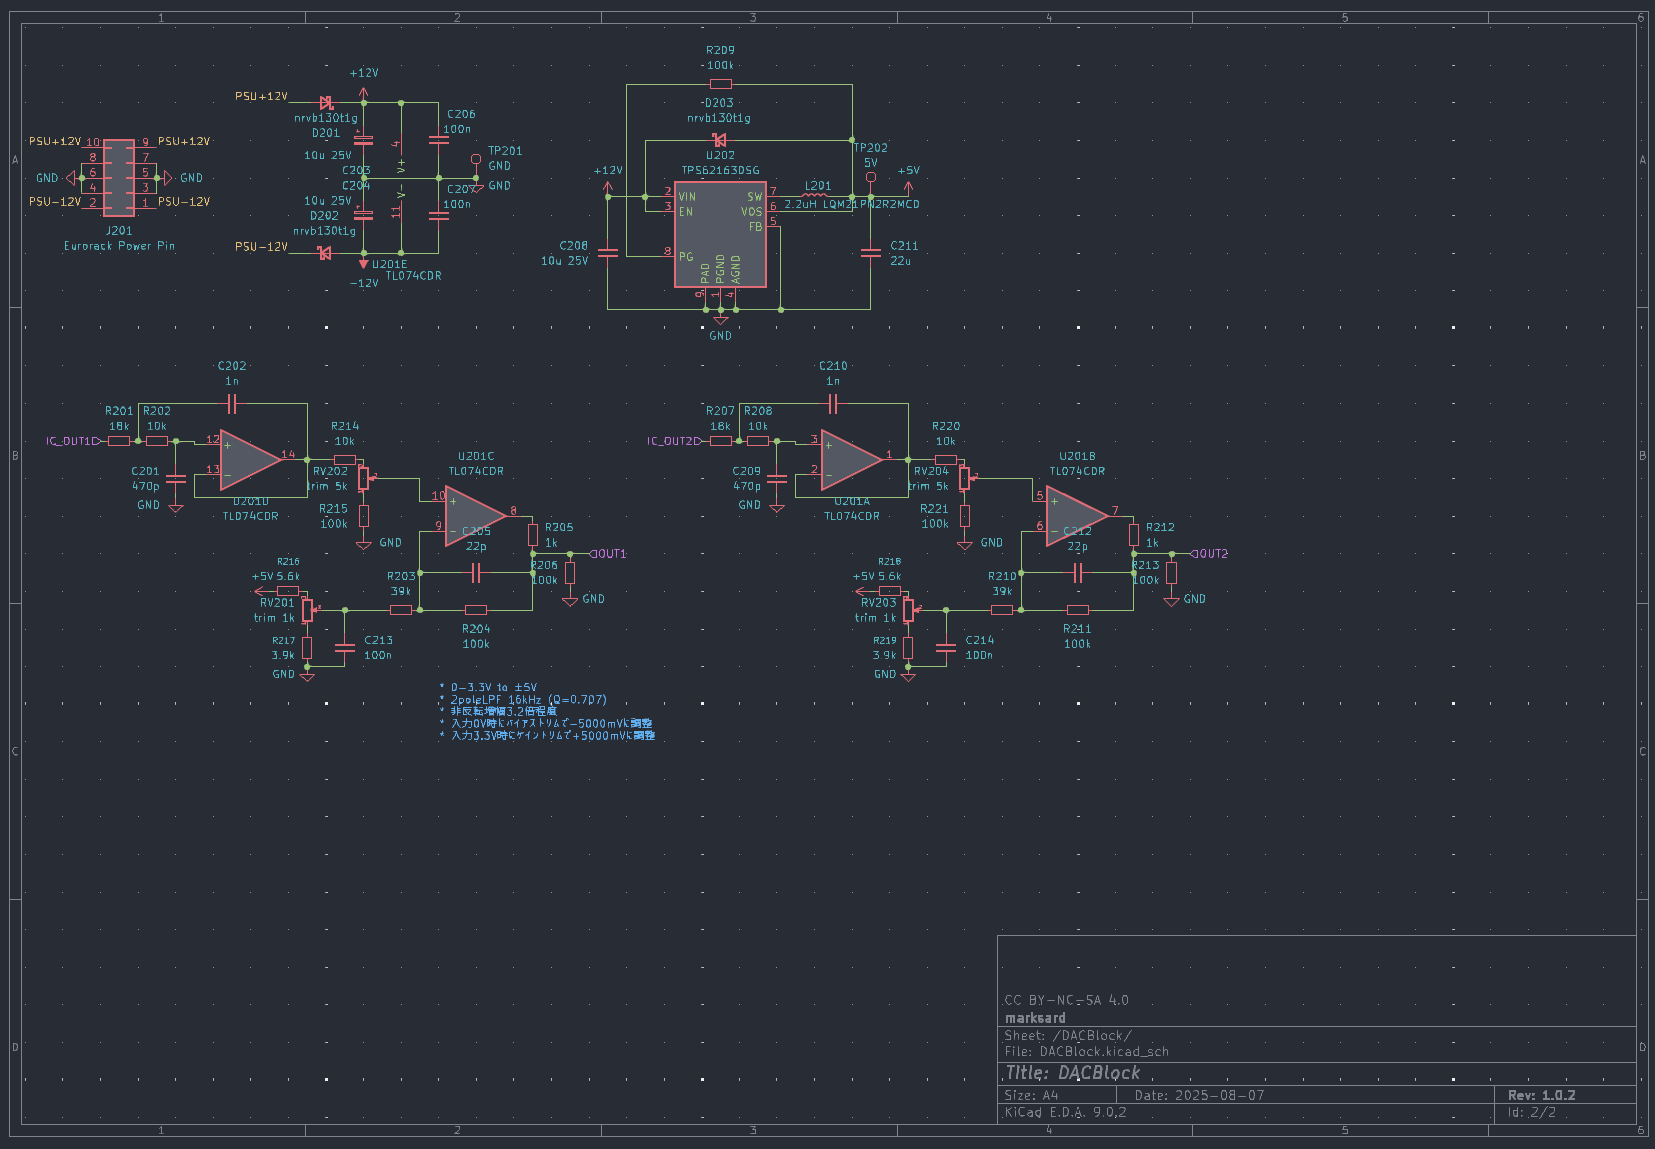 1 2 3 4 5 6
R209
100k
+12V
PSU+12V
nrvb130t1g
D201
C206
100n
10u 25V
C203
C204
10u 25V
D202
nrvb130t1g
PSU-12V
4
V+
V-
11
C207
100n
TP201
GND
GND
U201E
TL074CDR
-12V
PSU+12V 10 9 PSU+12V
8 7
GND 6 5 GND
4 3
PSU-12V 2 1 PSU-12V
J201
Eurorack Power Pin
D203
nrvb130t1g
U202
TPS62163DSG
+12V
2 VIN SW 7
3 EN VOS 6
FB 5
8 PG
PAD PGND AGND
9 1 4
L201
2.2uH LQM21PN2R2MCD
TP202
5V
+5V
C208
10u 25V
C211
22u
GND
C202
1n
R201
18k
R202
10k
IC_OUT1
12
13
14
+
-
C201
470p
GND
U201D
TL074CDR
R214
10k
RV202
trim 5k
R215
100k
GND
U201C
TL074CDR
10
9
8
+
-
C205
22p
R205
1k
OUT1
R206
100k
GND
R216
+5V 5.6k
RV201
trim 1k
R217
3.9k
GND
C213
100n
R203
39k
R204
100k
C210
1n
R207
18k
R208
10k
IC_OUT2
3
2
1
+
-
C209
470p
GND
U201A
TL074CDR
R220
10k
RV204
trim 5k
R221
100k
GND
U201B
TL074CDR
5
6
7
+
-
C212
22p
R212
1k
OUT2
R213
100k
GND
R218
+5V 5.6k
RV203
trim 1k
R219
3.9k
GND
C214
100n
R210
39k
R211
100k
* 0-3.3V to ±5V
* 2poleLPF 16kHz (Q=0.707)
* 非反転増幅3.2倍程度
* 入力0V時にバイアストリムで-5000mVに調整
* 入力3.3V時にゲイントリムで+5000mVに調整
A
B
C
D
A
B
C
D
CC BY-NC-SA 4.0
marksard
Sheet: /DACBlock/
File: DACBlock.kicad_sch
Title: DACBlock
Size: A4 Date: 2025-08-07 Rev: 1.0.2
KiCad E.D.A. 9.0.2 Id: 2/2
1 2 3 4 5 6